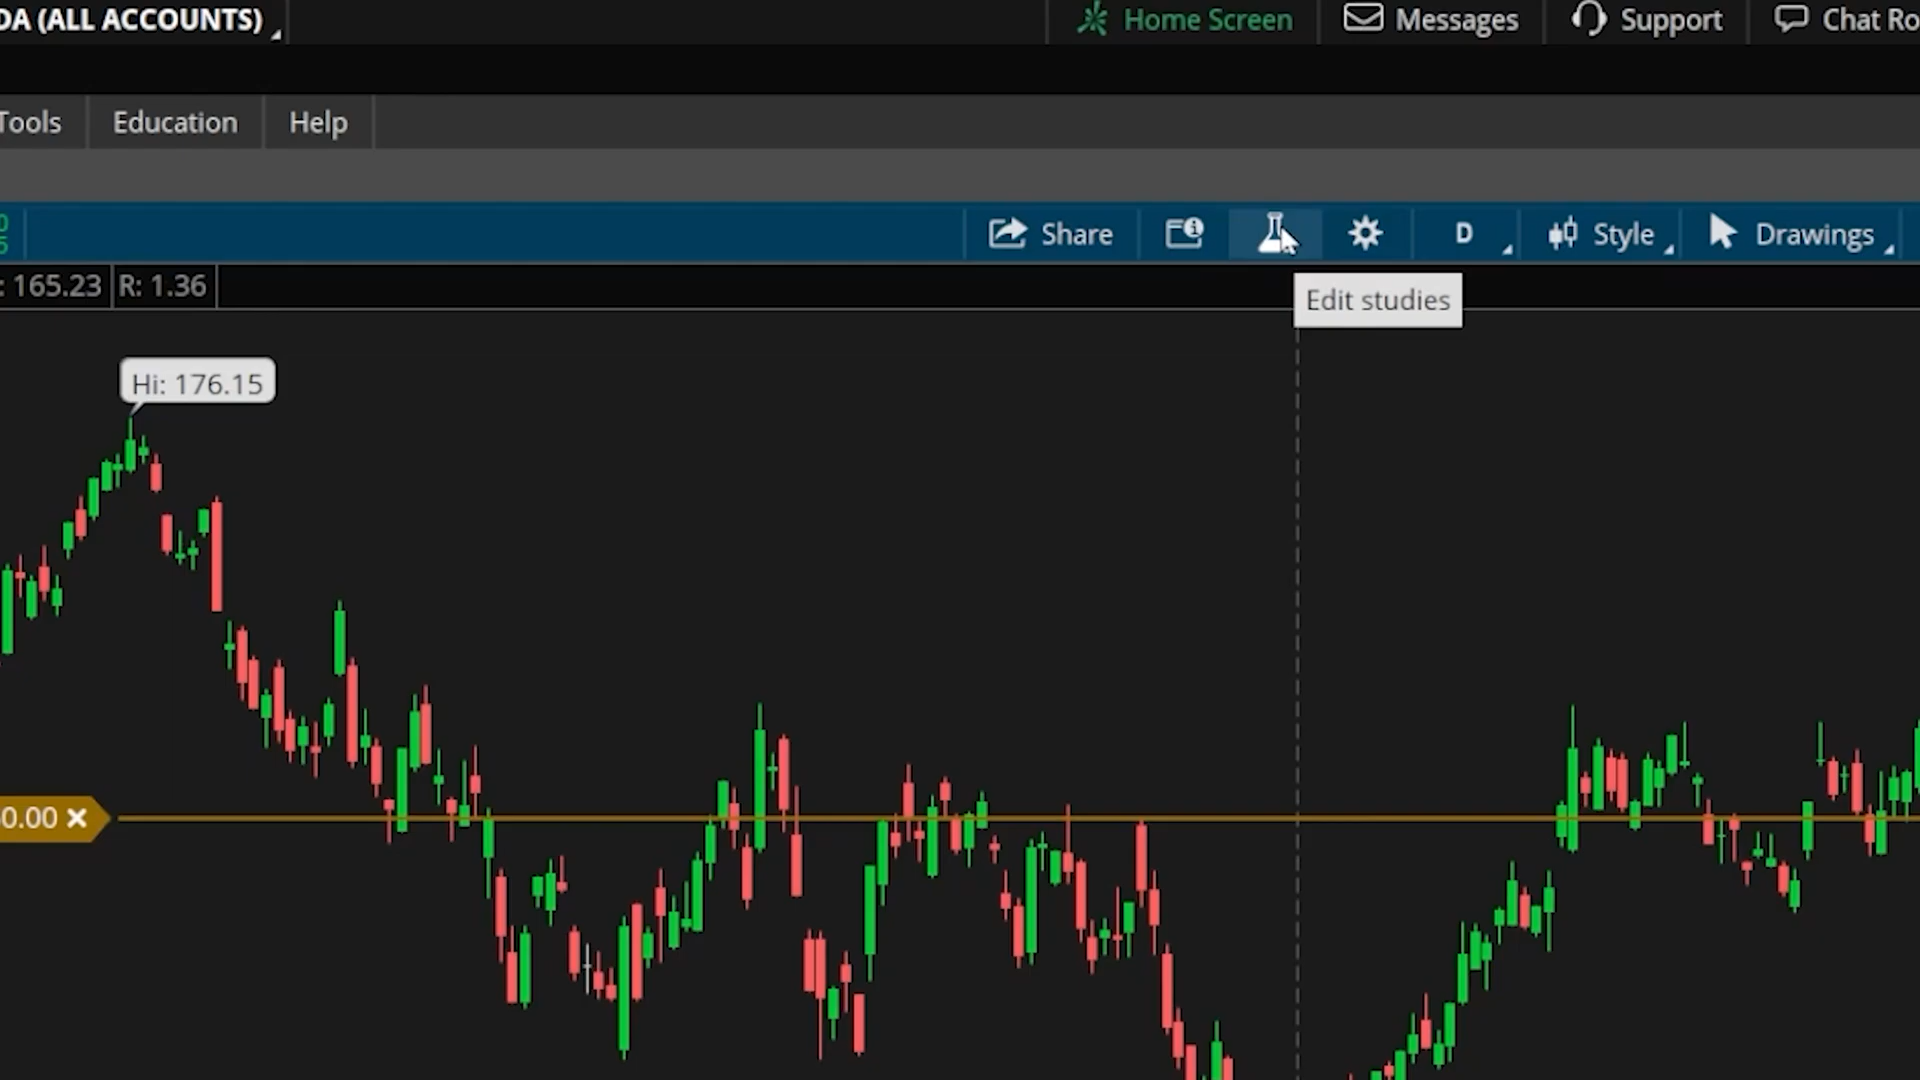 DA (ALL ACCOUNTS)
Home Screen
Messages
Support
Chat Ro
Tools
Education
Help
Share
D
Style
Drawings
: 165.23
R: 1.36
Edit studies
Hi: 176.15
0.00